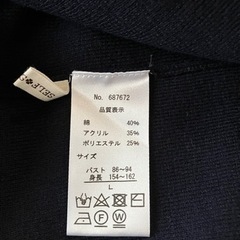 SELF
No. 687672
品質表示
綿 40%
アクリル 35%
ポリエステル 25%
サイズ
バスト 86~94
身長 154~162
L